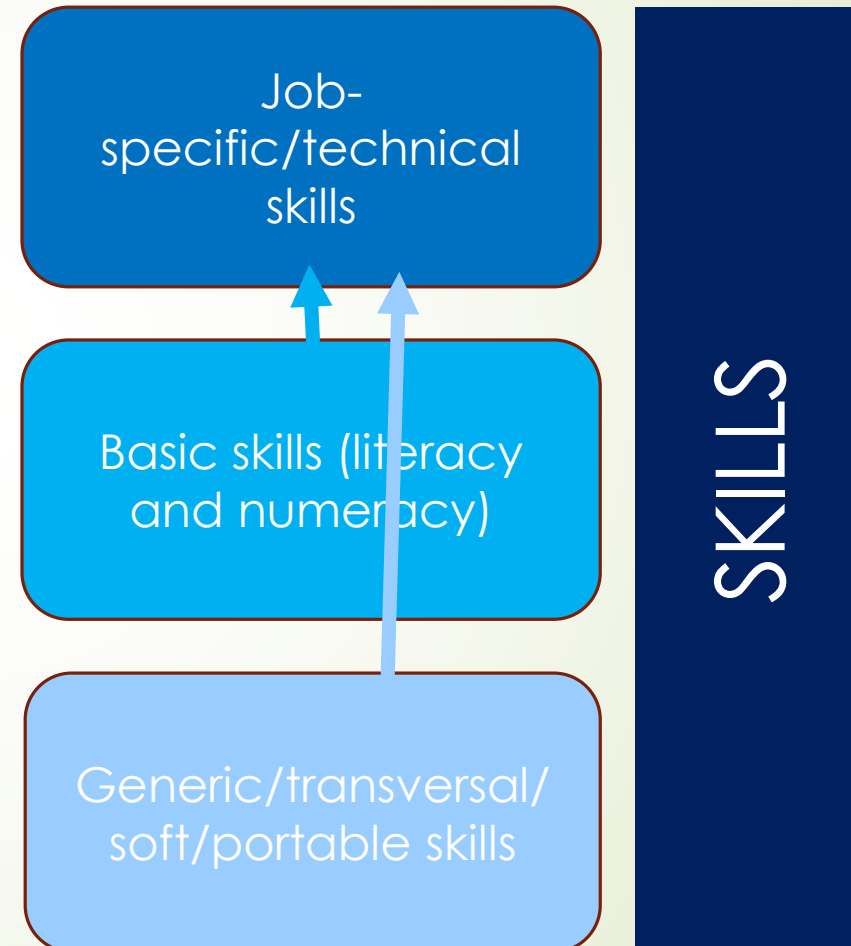 Job-
specific/technical
skills
Basic skills (literacy
and numeracy)
Generic/transversal/
soft/portable skills
SKILLS